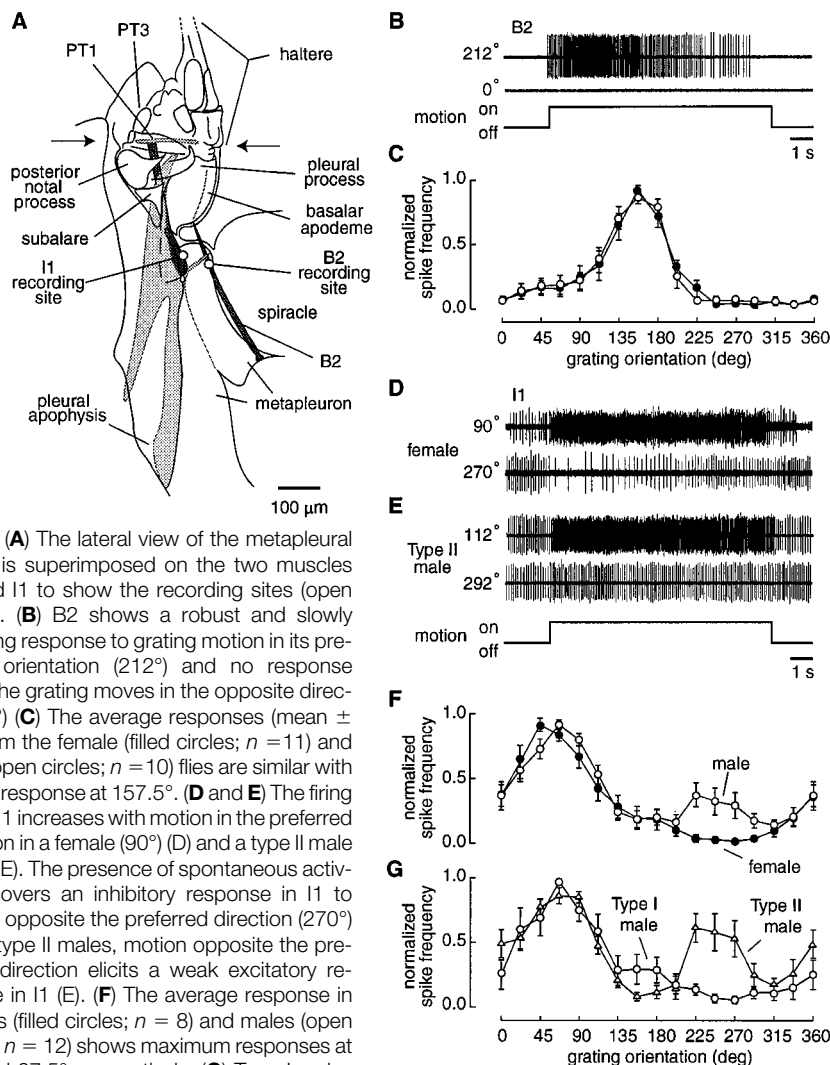 A
PT1
PT3
haltere
posterior
notal
process
pleural
process
basalar
apodeme
subalare
I1
recording
site
B2
recording
site
spiracle
B2
metapleuron
pleural
apophysis
100 µm
B
B2
212°
0°
motion on
off
1 s
C
normalized
spike frequency
1.0
0.5
0.0
0 45 90 135 180 225 270 315 360
grating orientation (deg)
D
I1
female
90°
270°
E
Type II
male
112°
292°
motion on
off
1 s
F
normalized
spike frequency
1.0
0.5
0.0
male
female
G
normalized
spike frequency
1.0
0.5
0.0
Type I
male
Type II
male
0 45 90 135 180 225 270 315 360
grating orientation (deg)
(A) The lateral view of the metapleural
is superimposed on the two muscles
I1 to show the recording sites (open
(B) B2 shows a robust and slowly
ng response to grating motion in its pre-
orientation (212°) and no response
he grating moves in the opposite direc-
°) (C) The average responses (mean ±
m the female (filled circles; n =11) and
open circles; n =10) flies are similar with
response at 157.5°. (D and E) The firing
1 increases with motion in the preferred
on in a female (90°) (D) and a type II male
(E). The presence of spontaneous activ-
covers an inhibitory response in I1 to
opposite the preferred direction (270°)
type II males, motion opposite the pre-
direction elicits a weak excitatory re-
e in I1 (E). (F) The average response in
s (filled circles; n = 8) and males (open
n = 12) shows maximum responses at